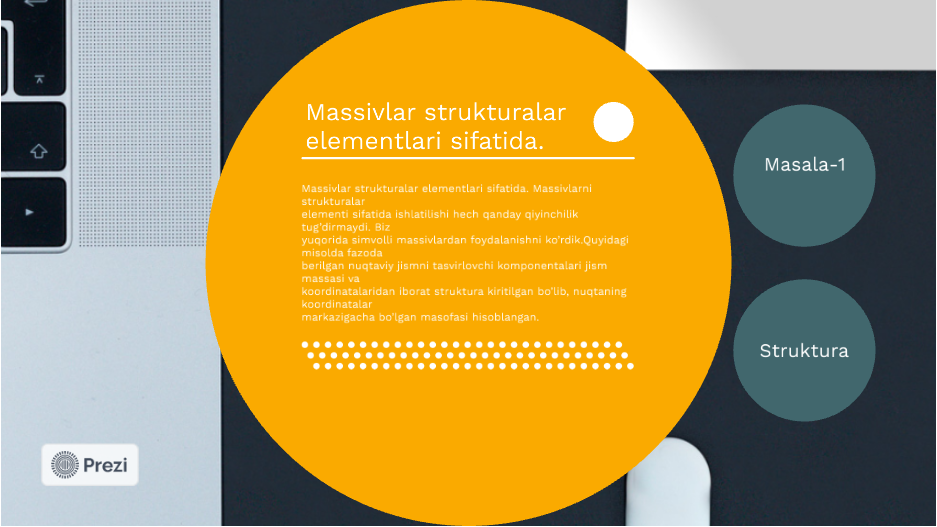 Massivlar strukturalar
elementlari sifatida.
Massivlar strukturalar elementlari sifatida. Massivlarni
strukturalar
elementi sifatida ishlatilishi hech qanday qiyinchilik
tug'dirmaydi. Biz
yuqorida simvolli massivlardan foydalanishni ko'rdik.Quyidagi
misolda fazoda
berilgan nuqtaviy jismni tasvirlovchi komponentalari jism
massasi va
koordinatalaridan iborat struktura kiritilgan bo'lib, nuqtaning
koordinatalar
markazigacha bo'lgan masofasi hisoblangan.
Masala-1
Struktura
Prezi